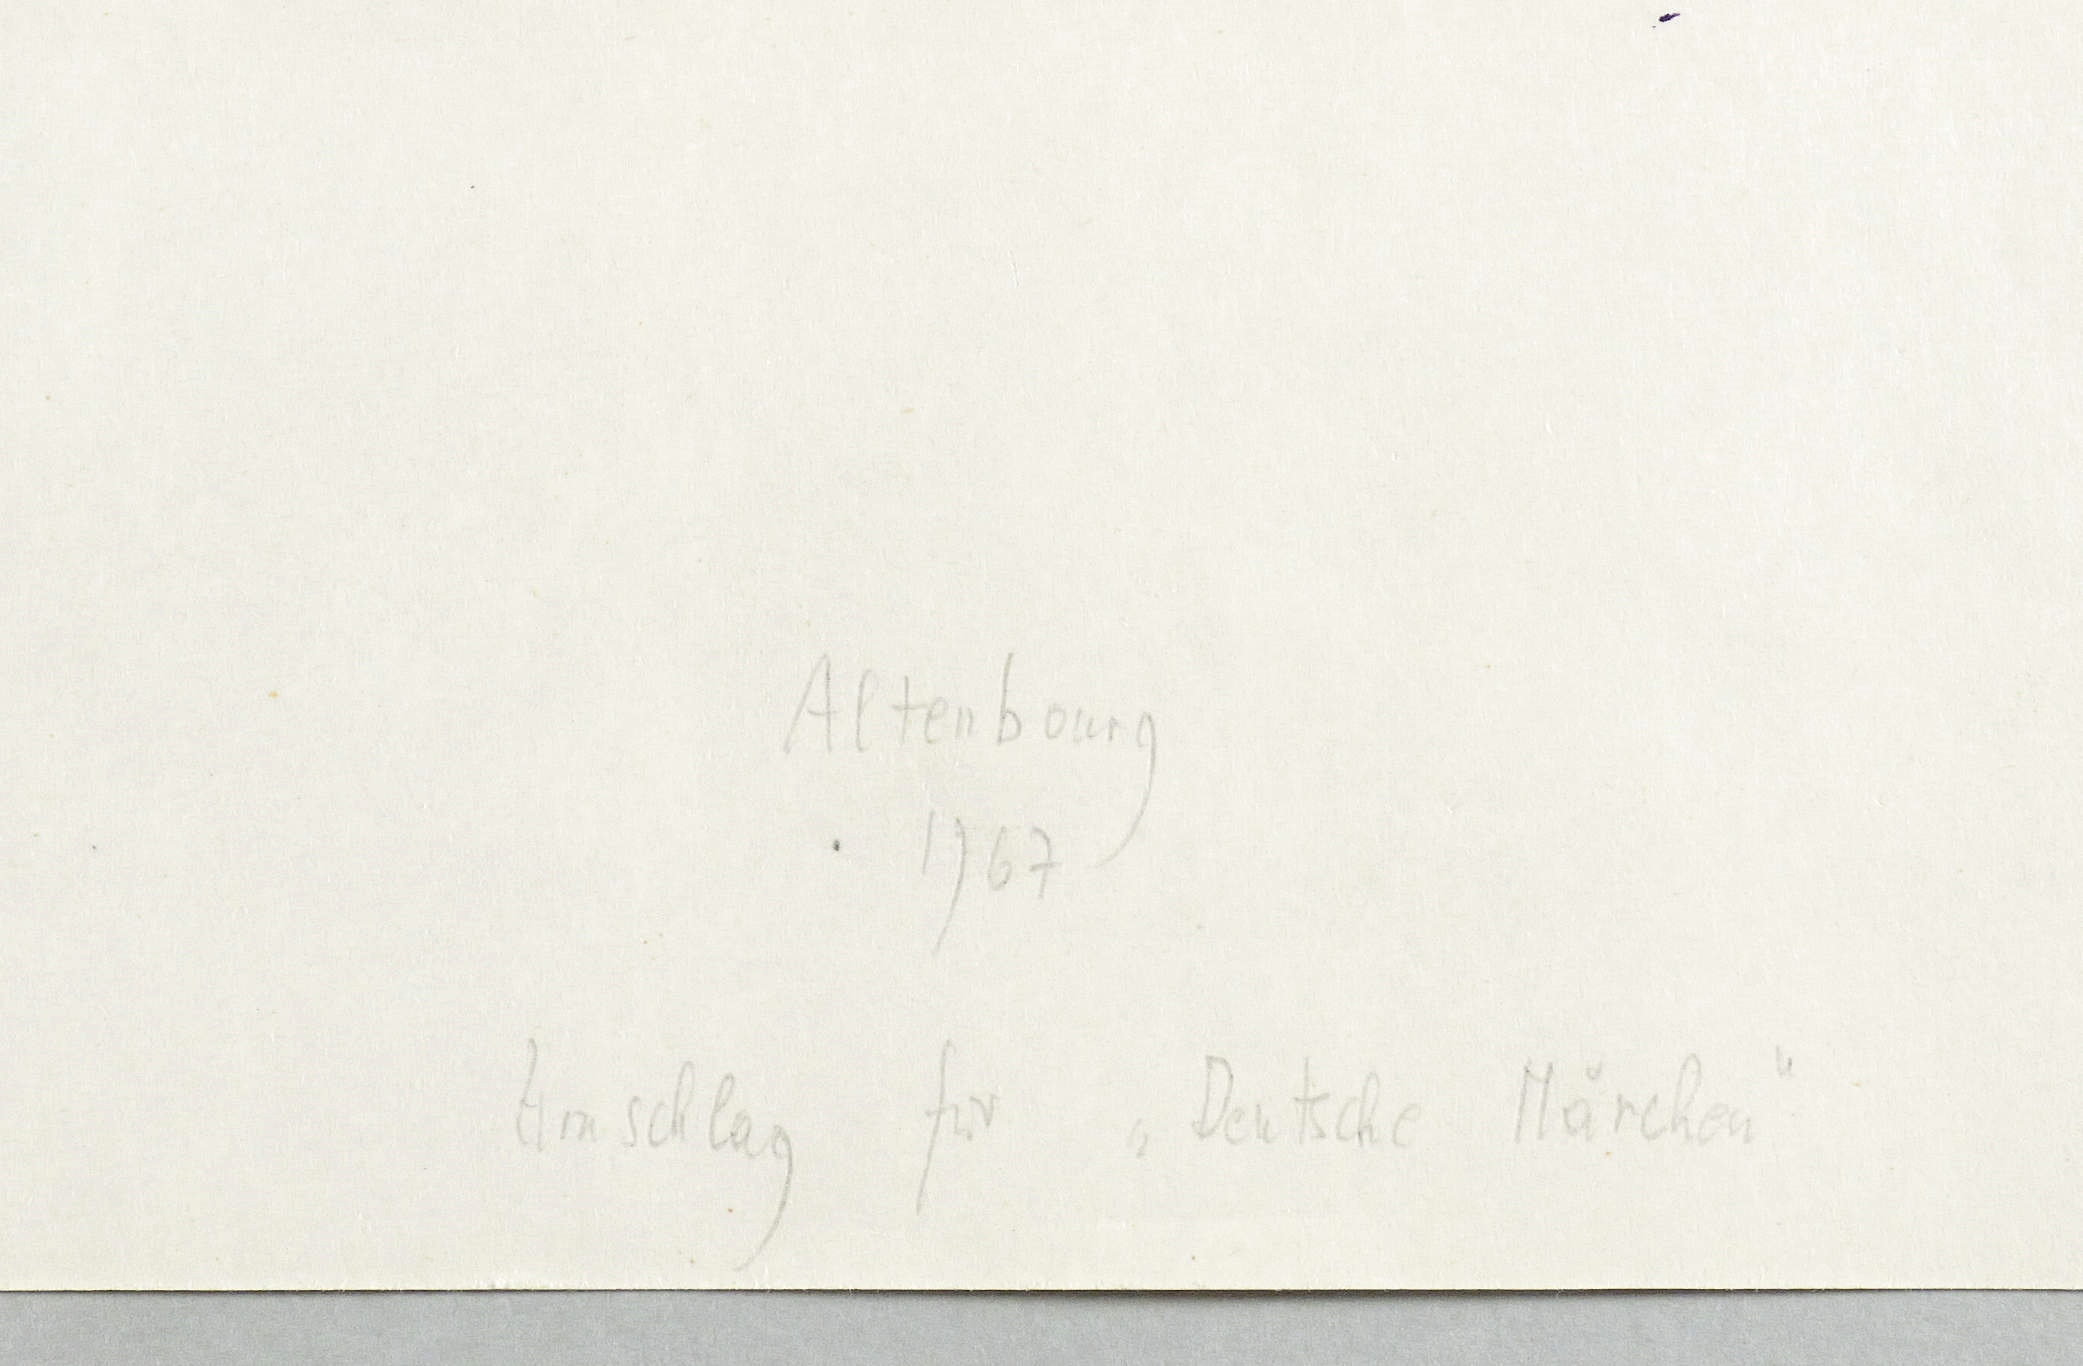 Altenbourg
1967
Umschlag für „Deutsche Märchen"